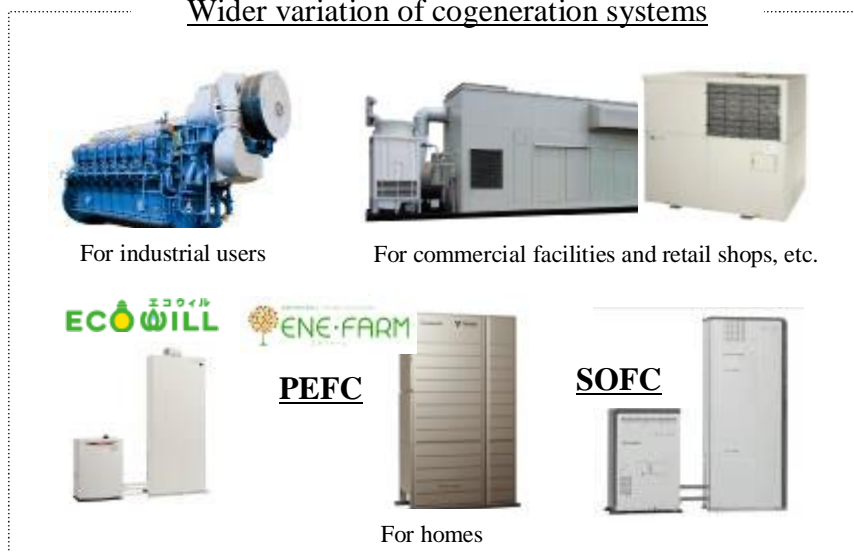 Wider variation of cogeneration systems
For industrial users
For commercial facilities and retail shops, etc.
エコウィル
ECOWILL
ENE·FARM
PEFC
SOFC
For homes